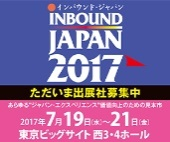 インバウンド・ジャパン
INBOUND
JAPAN
2017
ただいま出展社募集中
あらゆる"ジャパン・エクスペリエンス"価値向上のための見本市
2017年7月19日(水)〜21日(金)
東京ビッグサイト 西3・4ホール